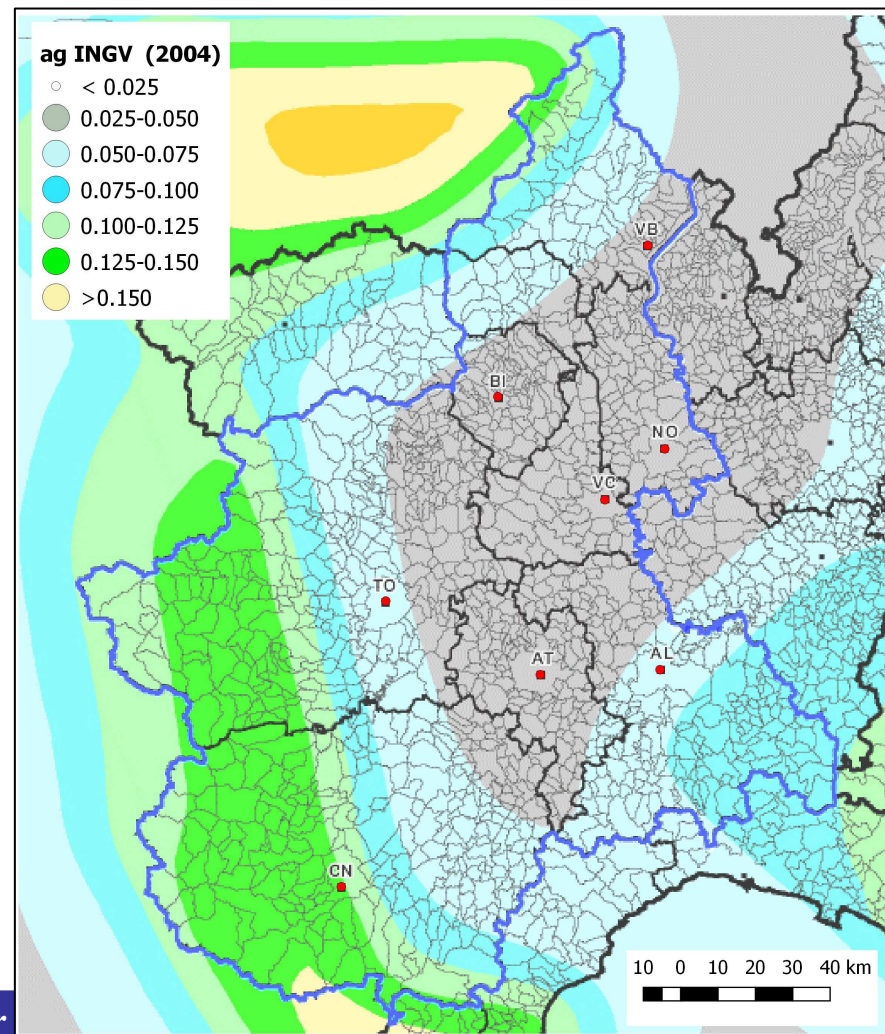 ag INGV (2004)
< 0.025
0.025-0.050
0.050-0.075
0.075-0.100
0.100-0.125
0.125-0.150
>0.150
VB
BI
NO
VC
TO
AT
AL
CN
10 0 10 20 30 40 km
r.